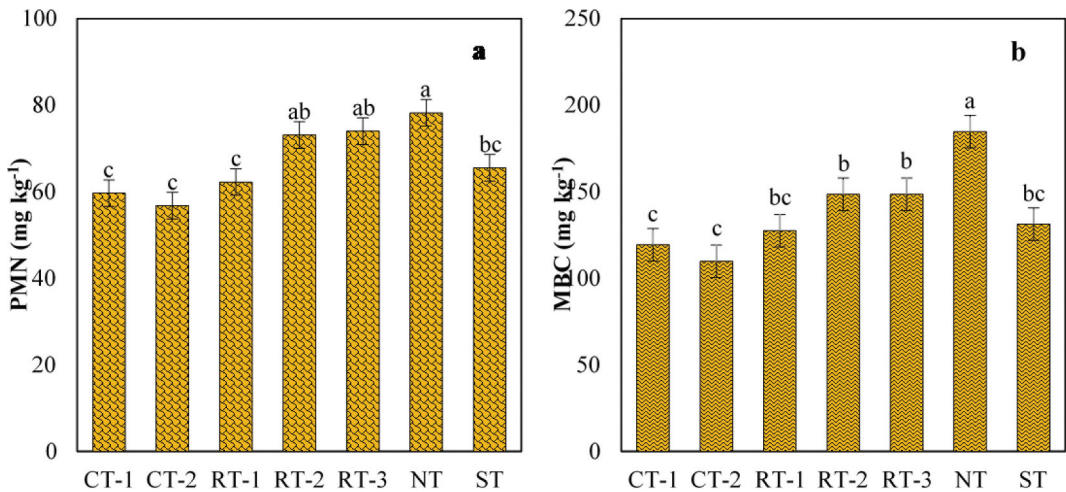 100
80
60
40
20
0
PMN (mg kg⁻¹)
a
c
c
c
ab
ab
a
bc
CT-1 CT-2 RT-1 RT-2 RT-3 NT ST
250
200
150
100
50
0
MBC (mg kg⁻¹)
b
c
c
bc
b
b
a
bc
CT-1 CT-2 RT-1 RT-2 RT-3 NT ST